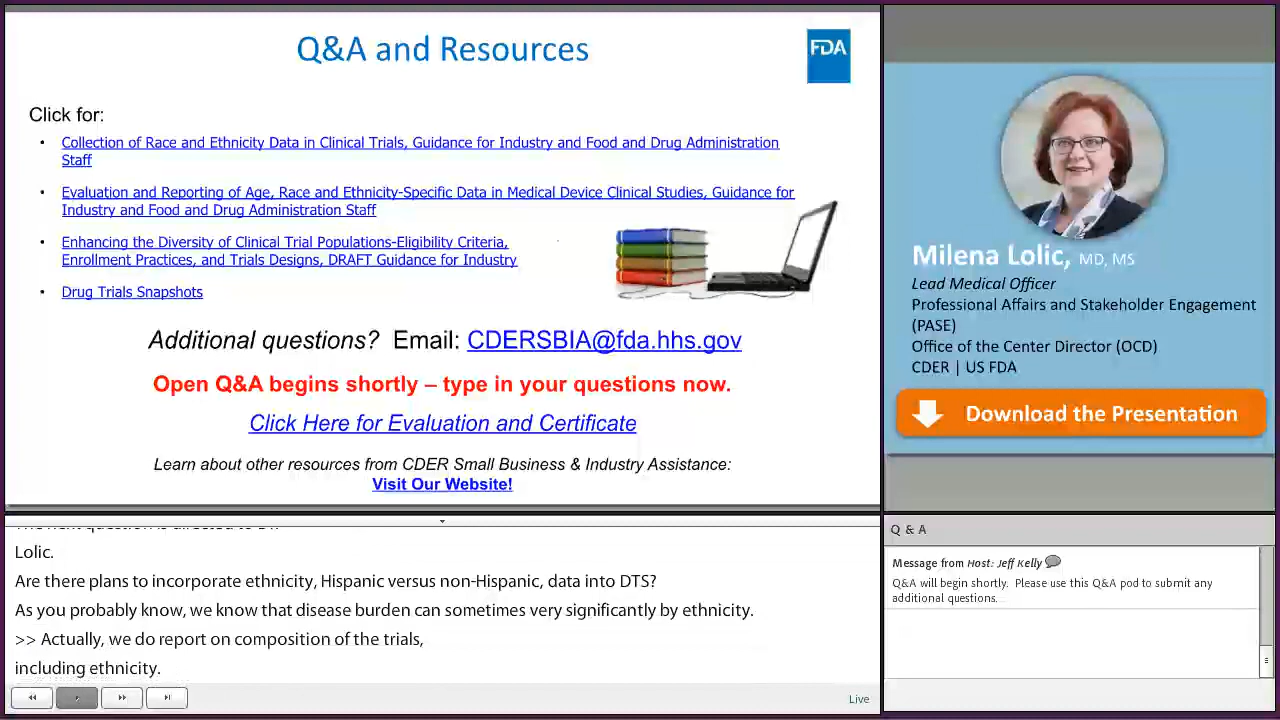 Q&A and Resources
FDA
Click for:
• Collection of Race and Ethnicity Data in Clinical Trials, Guidance for Industry and Food and Drug Administration
Staff
• Evaluation and Reporting of Age, Race and Ethnicity-Specific Data in Medical Device Clinical Studies, Guidance for
Industry and Food and Drug Administration Staff
• Enhancing the Diversity of Clinical Trial Populations-Eligibility Criteria,
Enrollment Practices, and Trials Designs, DRAFT Guidance for Industry
• Drug Trials Snapshots
Additional questions? Email: CDERSBIA@fda.hhs.gov
Open Q&A begins shortly – type in your questions now.
Click Here for Evaluation and Certificate
Learn about other resources from CDER Small Business & Industry Assistance:
Visit Our Website!
Milena Lolic, MD, MS
Lead Medical Officer
Professional Affairs and Stakeholder Engagement
(PASE)
Office of the Center Director (OCD)
CDER | US FDA
Download the Presentation
Lolic.
Are there plans to incorporate ethnicity, Hispanic versus non-Hispanic, data into DTS?
As you probably know, we know that disease burden can sometimes very significantly by ethnicity.
>> Actually, we do report on composition of the trials,
including ethnicity.
Live
Q & A
Message from Host: Jeff Kelly
Q&A will begin shortly. Please use this Q&A pod to submit any
additional questions.